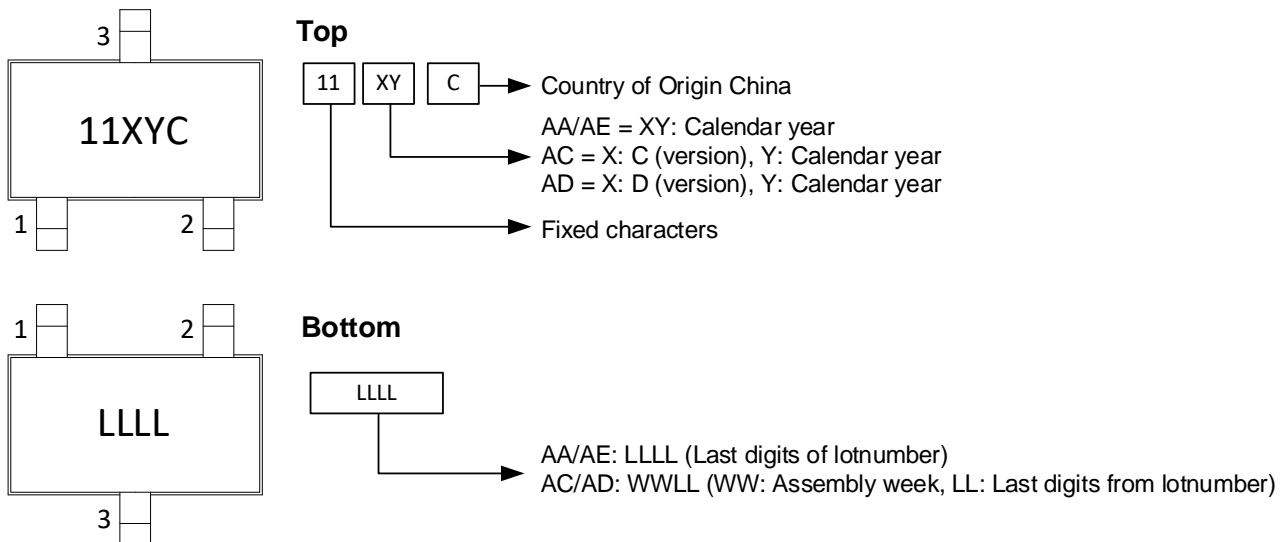 3
Top
11 XY C
Country of Origin China
11XYC
AA/AE = XY: Calendar year
AC = X: C (version), Y: Calendar year
AD = X: D (version), Y: Calendar year
1 2
Fixed characters
1 2
Bottom
LLLL
LLLL
AA/AE: LLLL (Last digits of lotnumber)
AC/AD: WWLL (WW: Assembly week, LL: Last digits from lotnumber)
3